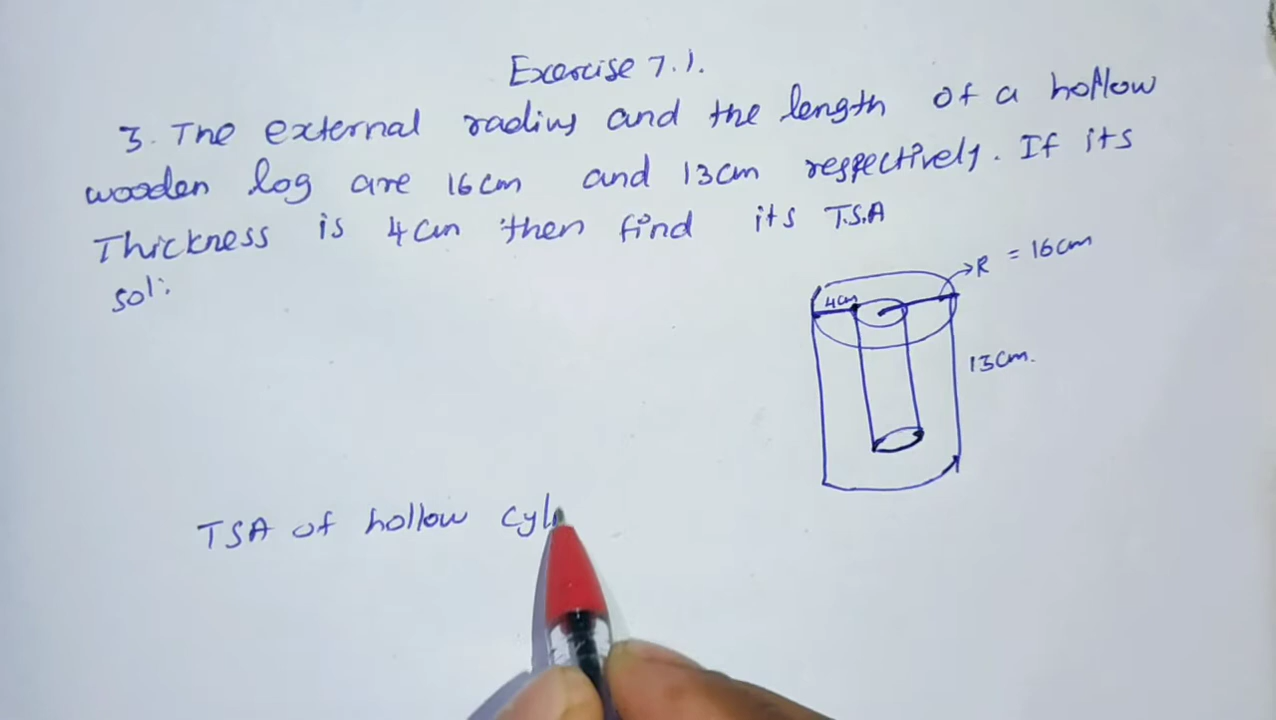 Exercise 7.1.
3. The external radius and the length of a hollow
wooden log are 16cm and 13cm respectively. If its
Thickness is 4cm then find its T.S.A
sol:
R = 16cm
4cm
13cm.
TSA of hollow cyl